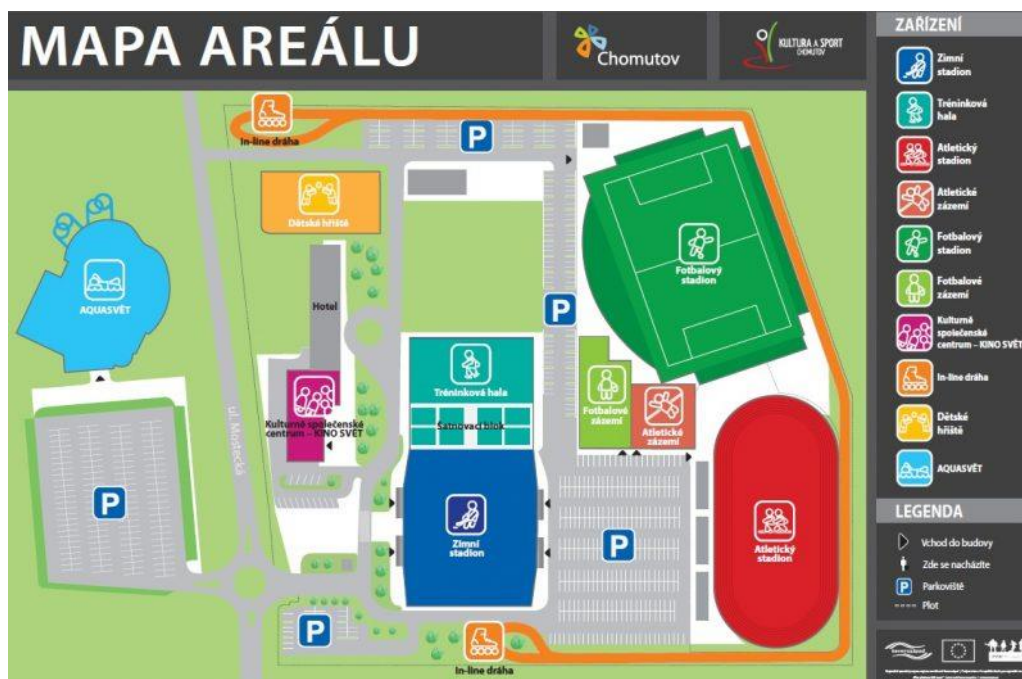 MAPA AREÁLU
Chomutov
KULTURA A SPORT
CHOMUTOV
In-line dráha
P
Dětské hřiště
AQUASVĚT
Hotel
Fotbalový
stadion
P
Tréninková hala
Kulturně společenské
centrum – KINO SVĚT
Šatnovací blok
Fotbalové
zázemí
Atletické
zázemí
ul. Mostecká
P
Zimní
stadion
P
Atletický
stadion
P
In-line dráha
ZAŘÍZENÍ
Zimní
stadion
Tréninková
hala
Atletický
stadion
Atletické
zázemí
Fotbalový
stadion
Fotbalové
zázemí
Kulturně
společenské
centrum – KINO SVĚT
In-line dráha
Dětské
hřiště
AQUASVĚT
LEGENDA
Vchod do budovy
Zde se nacházíte
P Parkoviště
Plot